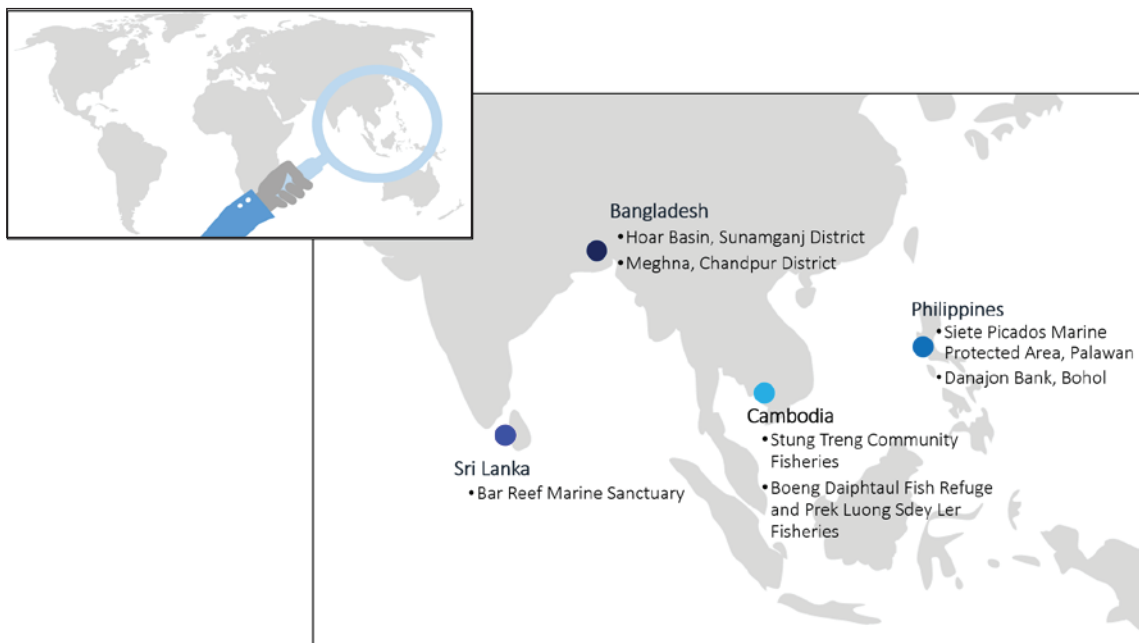 Bangladesh
•Hoar Basin, Sunamganj District
•Meghna, Chandpur District
Philippines
•Siete Picados Marine
Protected Area, Palawan
•Danajon Bank, Bohol
Cambodia
•Stung Treng Community
Fisheries
•Boeng Daiphtaul Fish Refuge
and Prek Luong Sdey Ler
Fisheries
Sri Lanka
•Bar Reef Marine Sanctuary